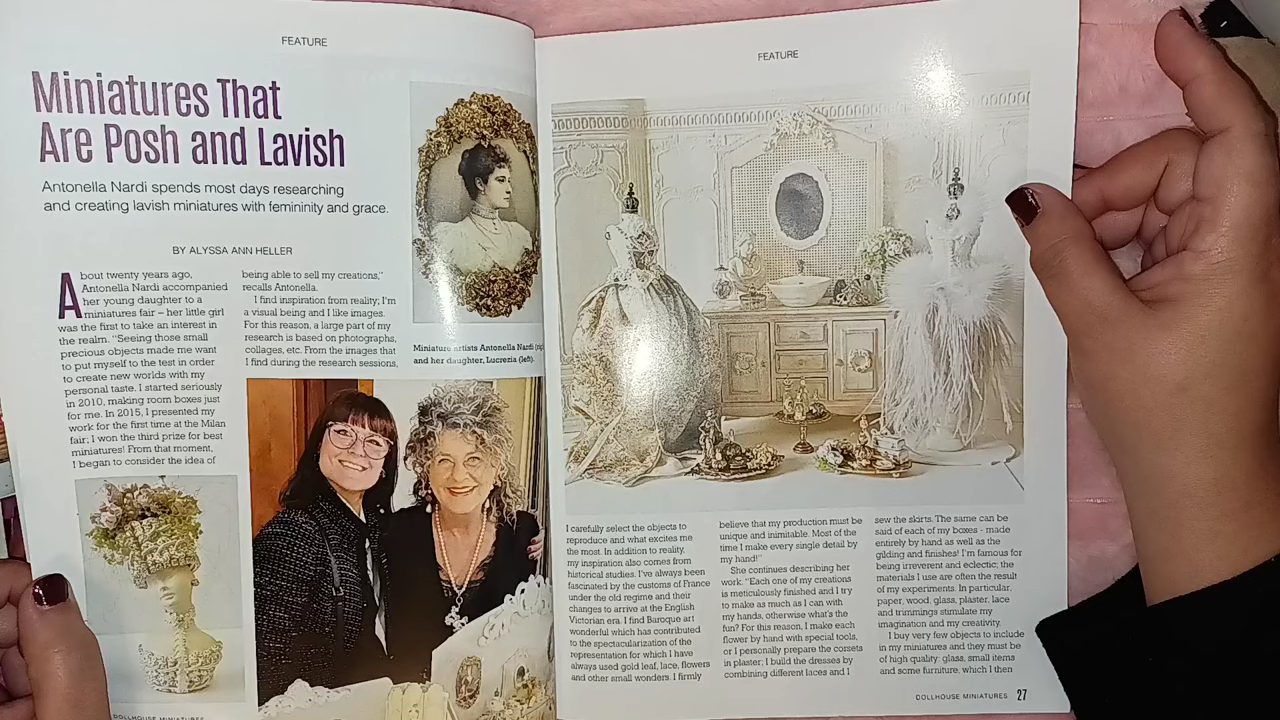 FEATURE
Miniatures That
Are Posh and Lavish
Antonella Nardi spends most days researching
and creating lavish miniatures with femininity and grace.
BY ALYSSA ANN HELLER
About twenty years ago,
Antonella Nardi accompanied
her young daughter to a
miniatures fair – her little girl
was the first to take an interest in
the realm. "Seeing those small
precious objects made me want
to put myself to the test in order
to create new worlds with my
personal taste. I started seriously
in 2010, making room boxes just
for me. In 2015, I presented my
work for the first time at the Milan
fair; I won the third prize for best
miniatures! From that moment,
I began to consider the idea of
being able to sell my creations,"
recalls Antonella.
I find inspiration from reality; I'm
a visual being and I like images.
For this reason, a large part of my
research is based on photographs,
collages, etc. From the images that
I find during the research sessions,
Miniature artists Antonella Nardi
and her daughter, Lucrezia (left).
DOLLHOUSE MINIATURES
FEATURE
I carefully select the objects to
reproduce and what excites me
the most. In addition to reality,
my inspiration also comes from
historical studies. I've always been
fascinated by the customs of France
under the old regime and their
changes to arrive at the English
Victorian era. I find Baroque art
wonderful which has contributed
to the spectacularization of the
representation for which I have
always used gold leaf, lace, flowers
and other small wonders. I firmly
believe that my production must be
unique and inimitable. Most of the
time I make every single detail by
my hand!"
She continues describing her
work. "Each one of my creations
is meticulously finished and I try
to make as much as I can with
my hands, otherwise what's the
fun? For this reason, I make each
flower by hand with special tools,
or I personally prepare the corsets
in plaster; I build the dresses by
combining different laces and I
sew the skirts. The same can be
said of each of my boxes - made
entirely by hand as well as the
gilding and finishes! I'm famous for
being irreverent and eclectic; the
materials I use are often the result
of my experiments. In particular,
paper, wood, glass, plaster, lace
and trimmings stimulate my
imagination and my creativity.
I buy very few objects to include
in my miniatures and they must be
of high quality: glass, small items
and some furniture, which I then
DOLLHOUSE MINIATURES 27